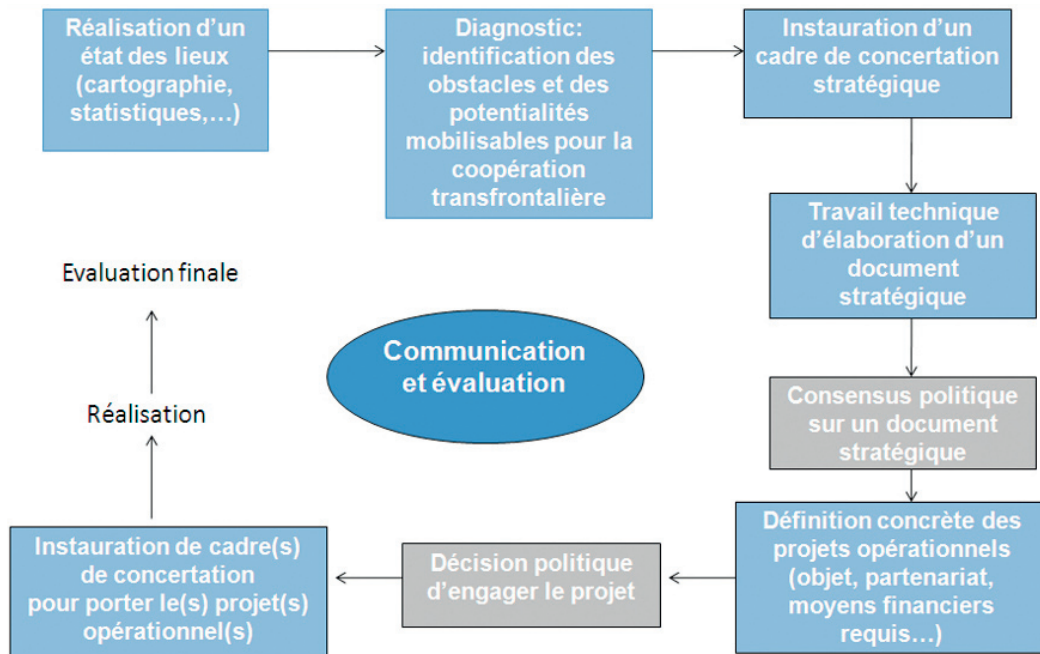 Réalisation d’un
état des lieux
(cartographie,
statistiques,…)
Diagnostic:
identification des
obstacles et des
potentialités
mobilisables pour la
coopération
transfrontalière
Instauration d’un
cadre de concertation
stratégique
Travail technique
d’élaboration d’un
document
stratégique
Consensus politique
sur un document
stratégique
Définition concrète des
projets opérationnels
(objet, partenariat,
moyens financiers
requis…)
Décision politique
d’engager le projet
Instauration de cadre(s)
de concertation
pour porter le(s) projet(s)
opérationnel(s)
Réalisation
Evaluation finale
Communication
et évaluation